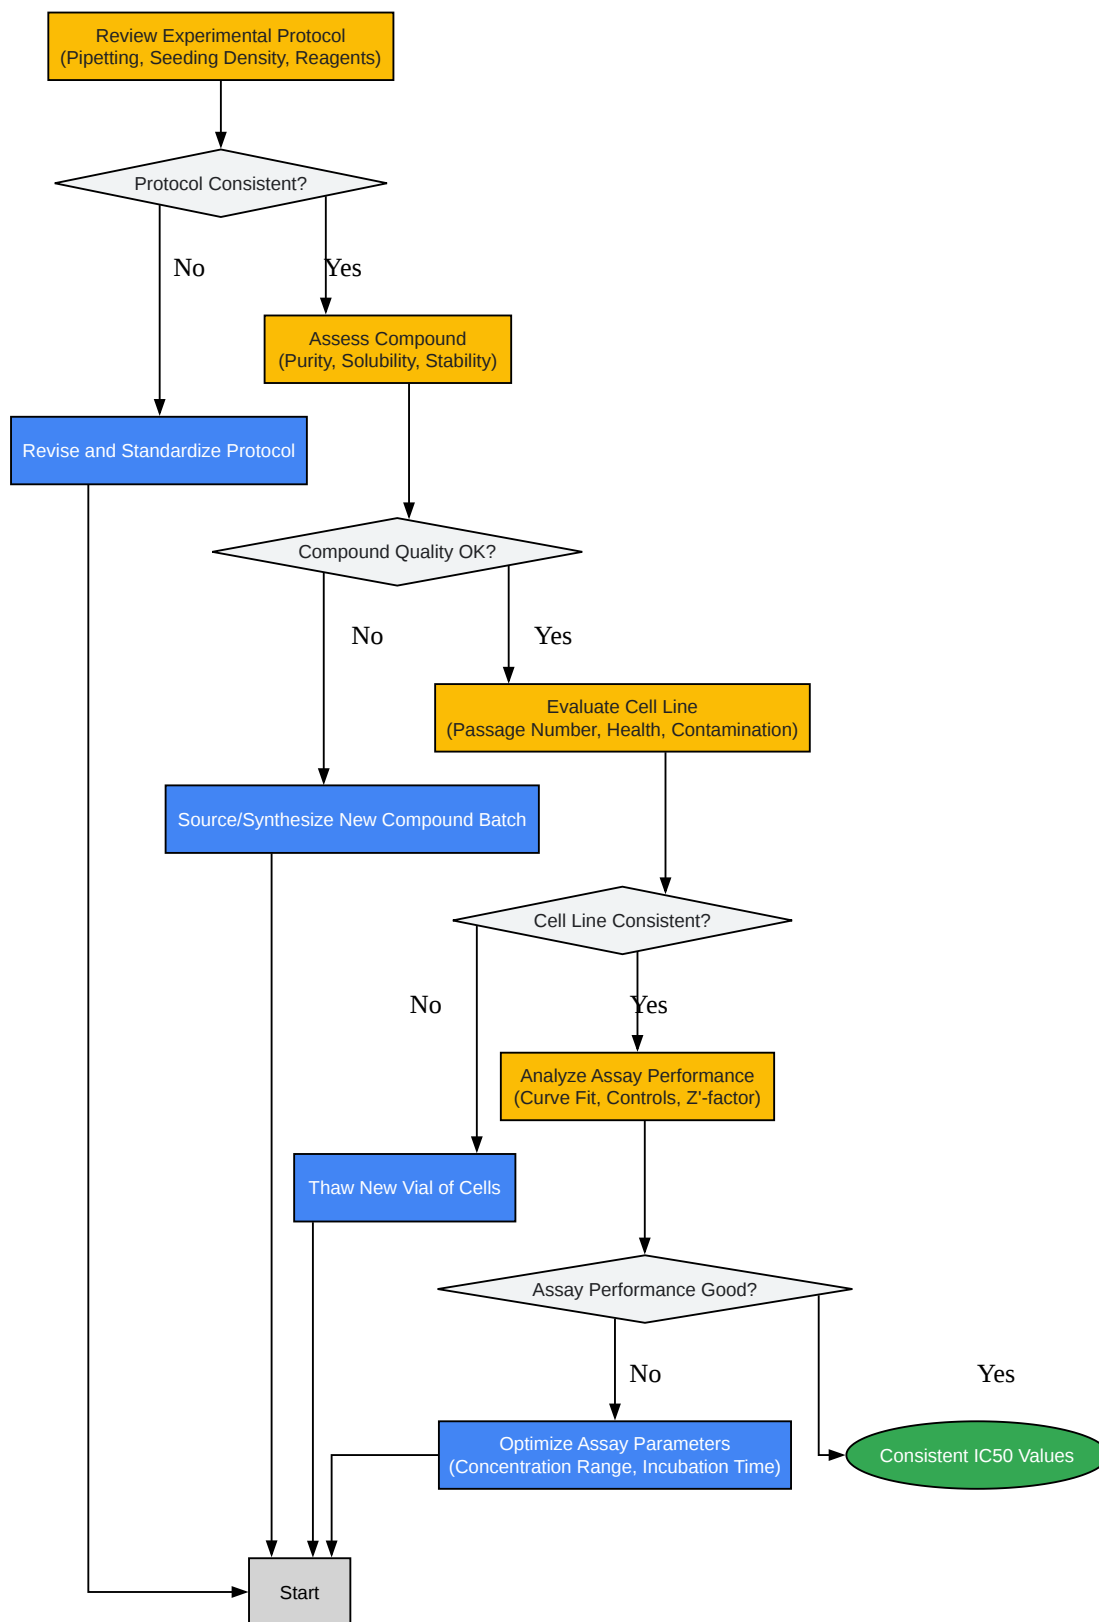 Review Experimental Protocol
(Pipetting, Seeding Density, Reagents)
Protocol Consistent?
No
Yes
Assess Compound
(Purity, Solubility, Stability)
Revise and Standardize Protocol
Compound Quality OK?
No
Yes
Evaluate Cell Line
(Passage Number, Health, Contamination)
Source/Synthesize New Compound Batch
Cell Line Consistent?
No
Yes
Analyze Assay Performance
(Curve Fit, Controls, Z'-factor)
Thaw New Vial of Cells
Assay Performance Good?
No
Yes
Optimize Assay Parameters
(Concentration Range, Incubation Time)
Consistent IC50 Values
Start